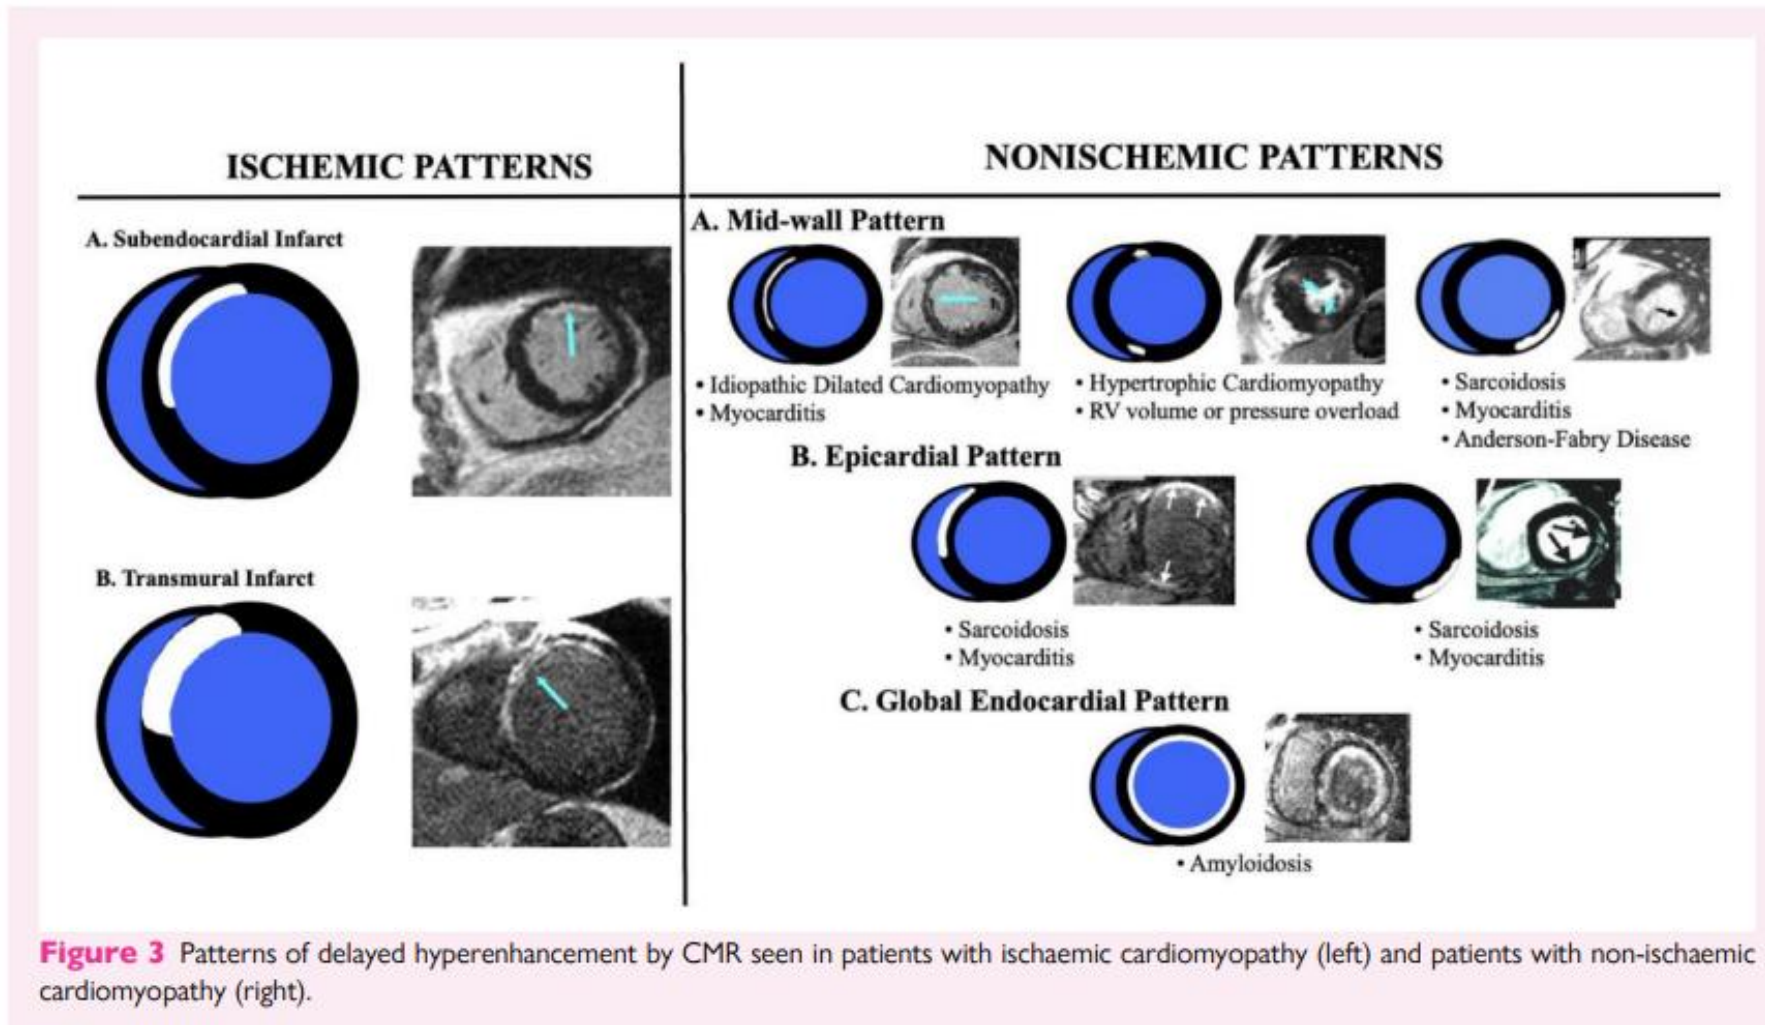 ISCHEMIC PATTERNS
A. Subendocardial Infarct
B. Transmural Infarct
NONISCHEMIC PATTERNS
A. Mid-wall Pattern
• Idiopathic Dilated Cardiomyopathy
• Myocarditis
• Hypertrophic Cardiomyopathy
• RV volume or pressure overload
• Sarcoidosis
• Myocarditis
• Anderson-Fabry Disease
B. Epicardial Pattern
• Sarcoidosis
• Myocarditis
• Sarcoidosis
• Myocarditis
C. Global Endocardial Pattern
• Amyloidosis
Figure 3 Patterns of delayed hyperenhancement by CMR seen in patients with ischaemic cardiomyopathy (left) and patients with non-ischaemic
cardiomyopathy (right).